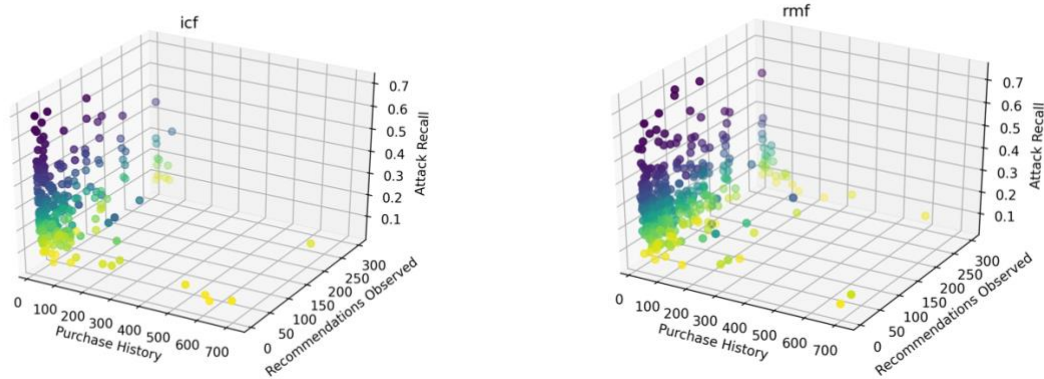 icf
0.7
0.6
0.5
0.4
0.3
0.2
0.1
Attack Recall
0 100 200 300 400 500 600 700
Purchase History
0 50 100 150 200 250 300
Recommendations Observed
rmf
0.7
0.6
0.5
0.4
0.3
0.2
0.1
Attack Recall
0 100 200 300 400 500 600 700
Purchase History
0 50 100 150 200 250 300
Recommendations Observed